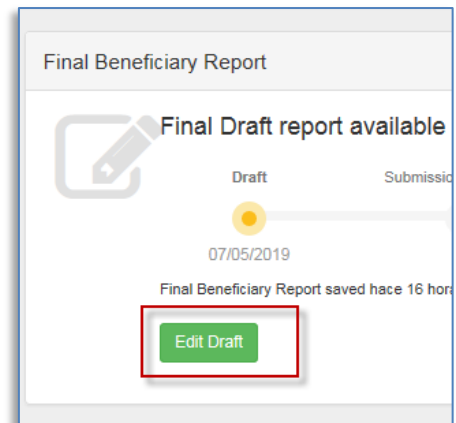 Final Beneficiary Report
Final Draft report available
Draft
07/05/2019
Final Beneficiary Report saved hace 16
Edit Draft